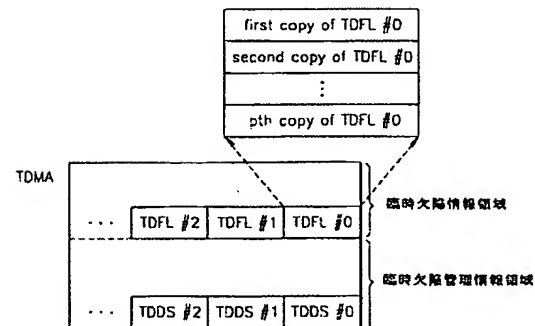 first copy of TDFL #0
second copy of TDFL #0
⋮
pth copy of TDFL #0
TDMA
... TDFL #2 TDFL #1 TDFL #0
臨時欠陥情報領域
臨時欠陥管理情報領域
... TDDS #2 TDDS #1 TDDS #0